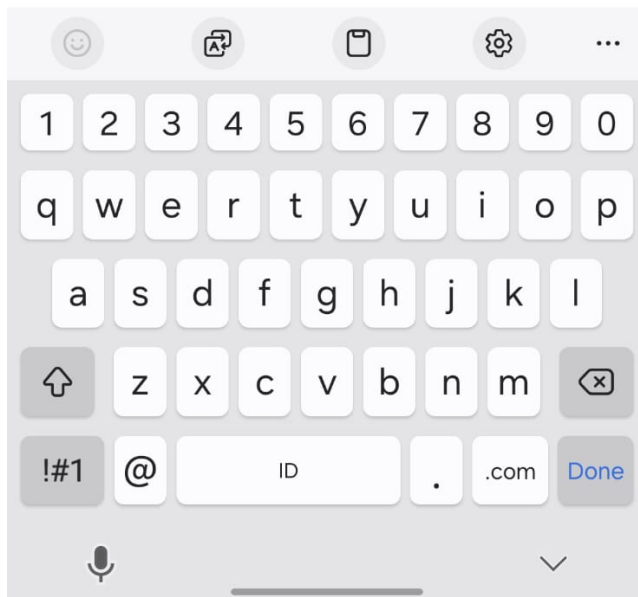 1 2 3 4 5 6 7 8 9 0
q w e r t y u i o p
a s d f g h j k l
z x c v b n m
!#1 @ ID . .com Done